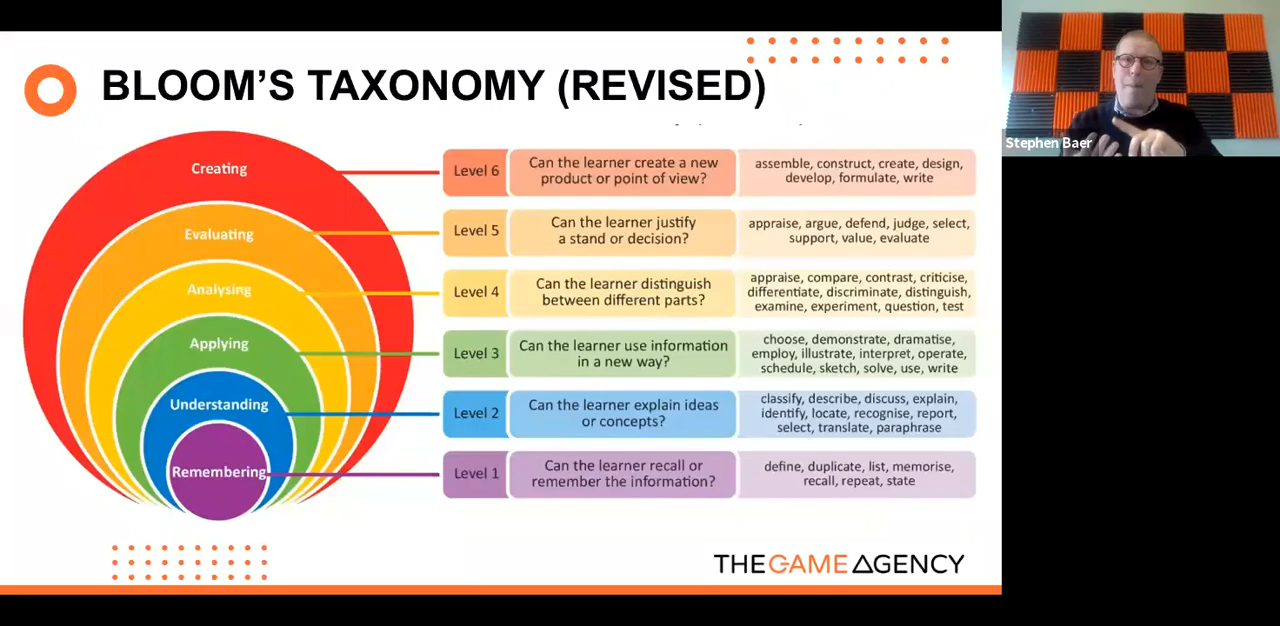 BLOOM'S TAXONOMY (REVISED)
Stephen Baer
Creating
Evaluating
Analysing
Applying
Understanding
Remembering
Level 6
Can the learner create a new
product or point of view?
assemble, construct, create, design,
develop, formulate, write
Level 5
Can the learner justify
a stand or decision?
appraise, argue, defend, judge, select,
support, value, evaluate
Level 4
Can the learner distinguish
between different parts?
appraise, compare, contrast, criticise,
differentiate, discriminate, distinguish,
examine, experiment, question, test
Level 3
Can the learner use information
in a new way?
choose, demonstrate, dramatise,
employ, illustrate, interpret, operate,
schedule, sketch, solve, use, write
Level 2
Can the learner explain ideas
or concepts?
classify, describe, discuss, explain,
identify, locate, recognise, report,
select, translate, paraphrase
Level 1
Can the learner recall or
remember the information?
define, duplicate, list, memorise,
recall, repeat, state
THEGAMEAGENCY